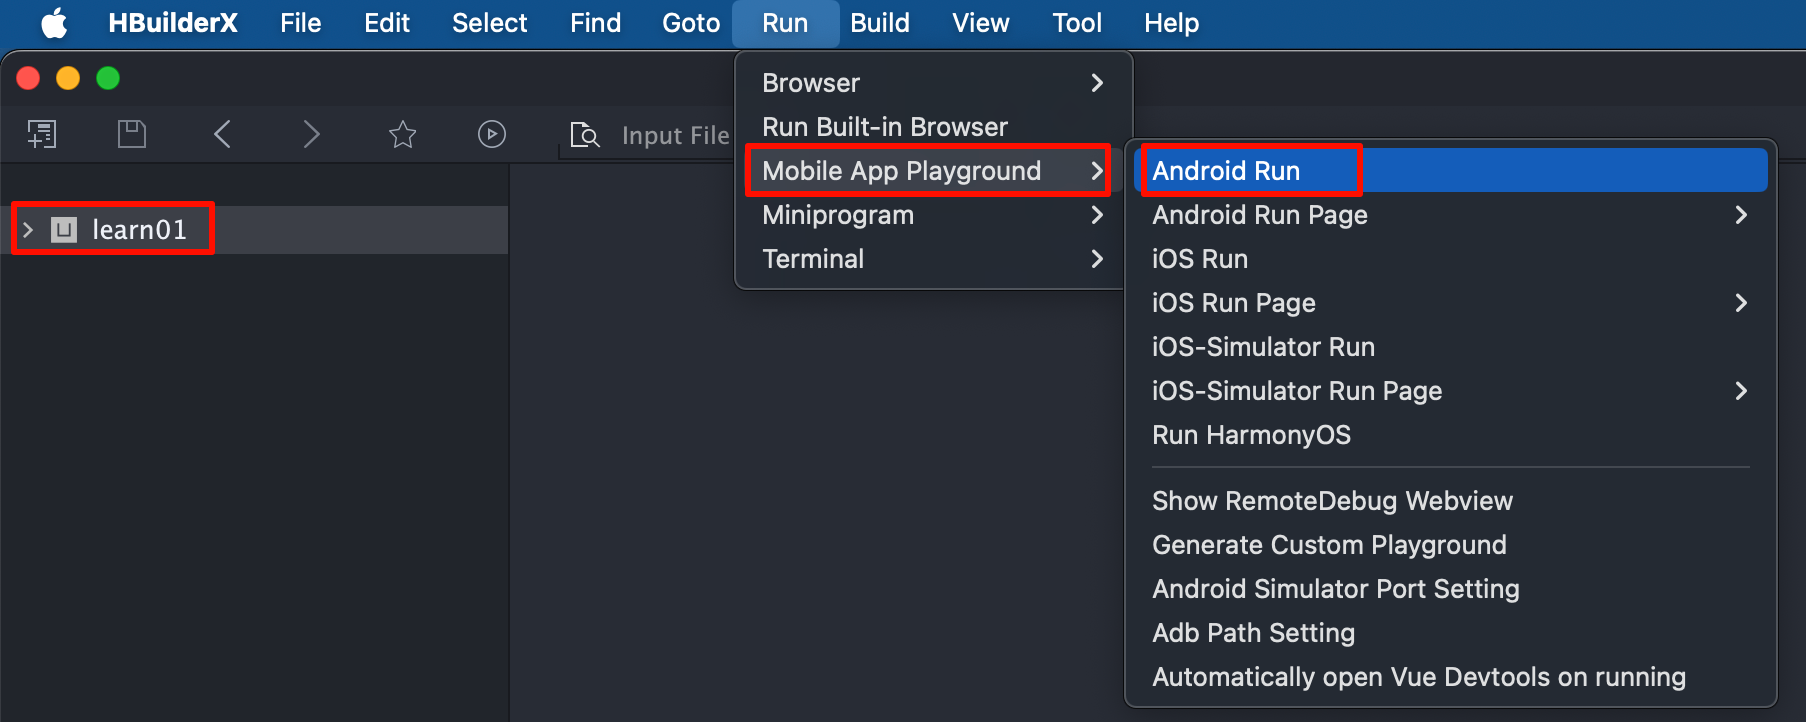 HBuilderX File Edit Select Find Goto Run Build View Tool Help
Input File
learn01
Browser
Run Built-in Browser
Mobile App Playground
Miniprogram
Terminal
Android Run
Android Run Page
iOS Run
iOS Run Page
iOS-Simulator Run
iOS-Simulator Run Page
Run HarmonyOS
Show RemoteDebug Webview
Generate Custom Playground
Android Simulator Port Setting
Adb Path Setting
Automatically open Vue Devtools on running